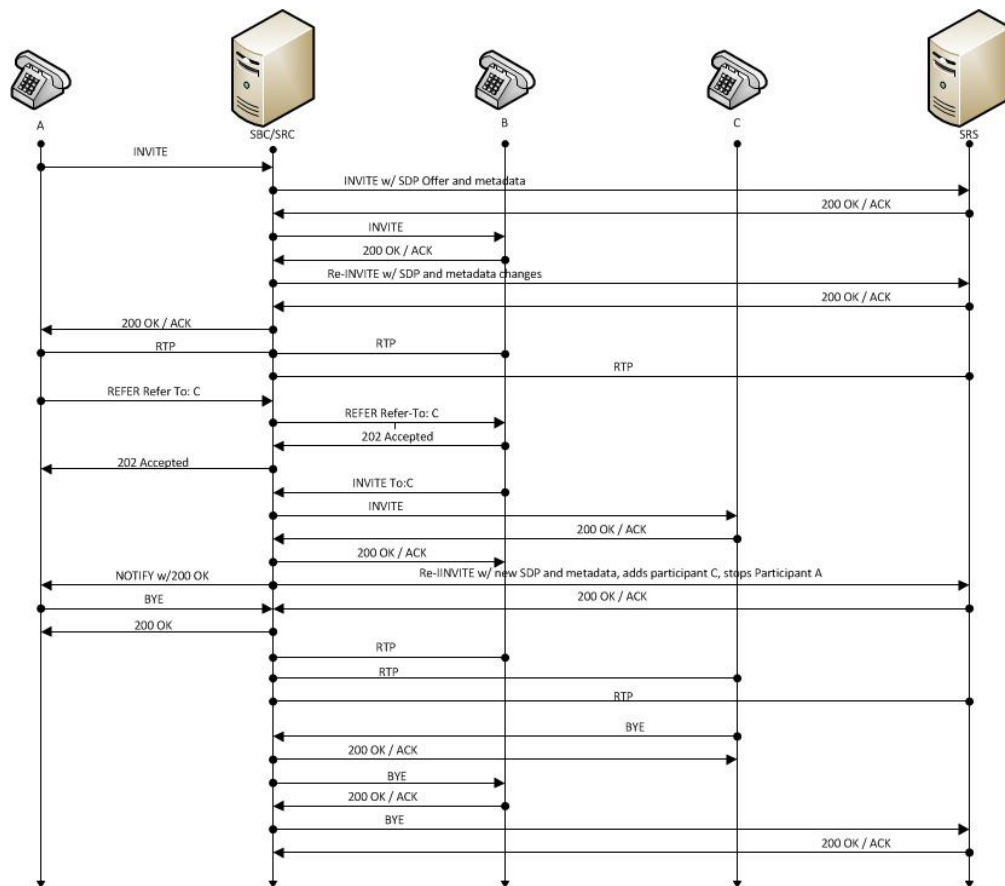 A
SBC/SRC
B
C
SRS
INVITE
INVITE w/ SDP Offer and metadata
200 OK / ACK
INVITE
200 OK / ACK
Re-INVITE w/ SDP and metadata changes
200 OK / ACK
200 OK / ACK
RTP
RTP
RTP
REFER Refer To: C
REFER Refer-To: C
202 Accepted
202 Accepted
INVITE To:C
INVITE
200 OK / ACK
200 OK / ACK
NOTIFY w/200 OK
Re-IINVITE w/ new SDP and metadata, adds participant C, stops Participant A
BYE
200 OK / ACK
200 OK
RTP
RTP
RTP
BYE
200 OK / ACK
BYE
200 OK / ACK
BYE
200 OK / ACK